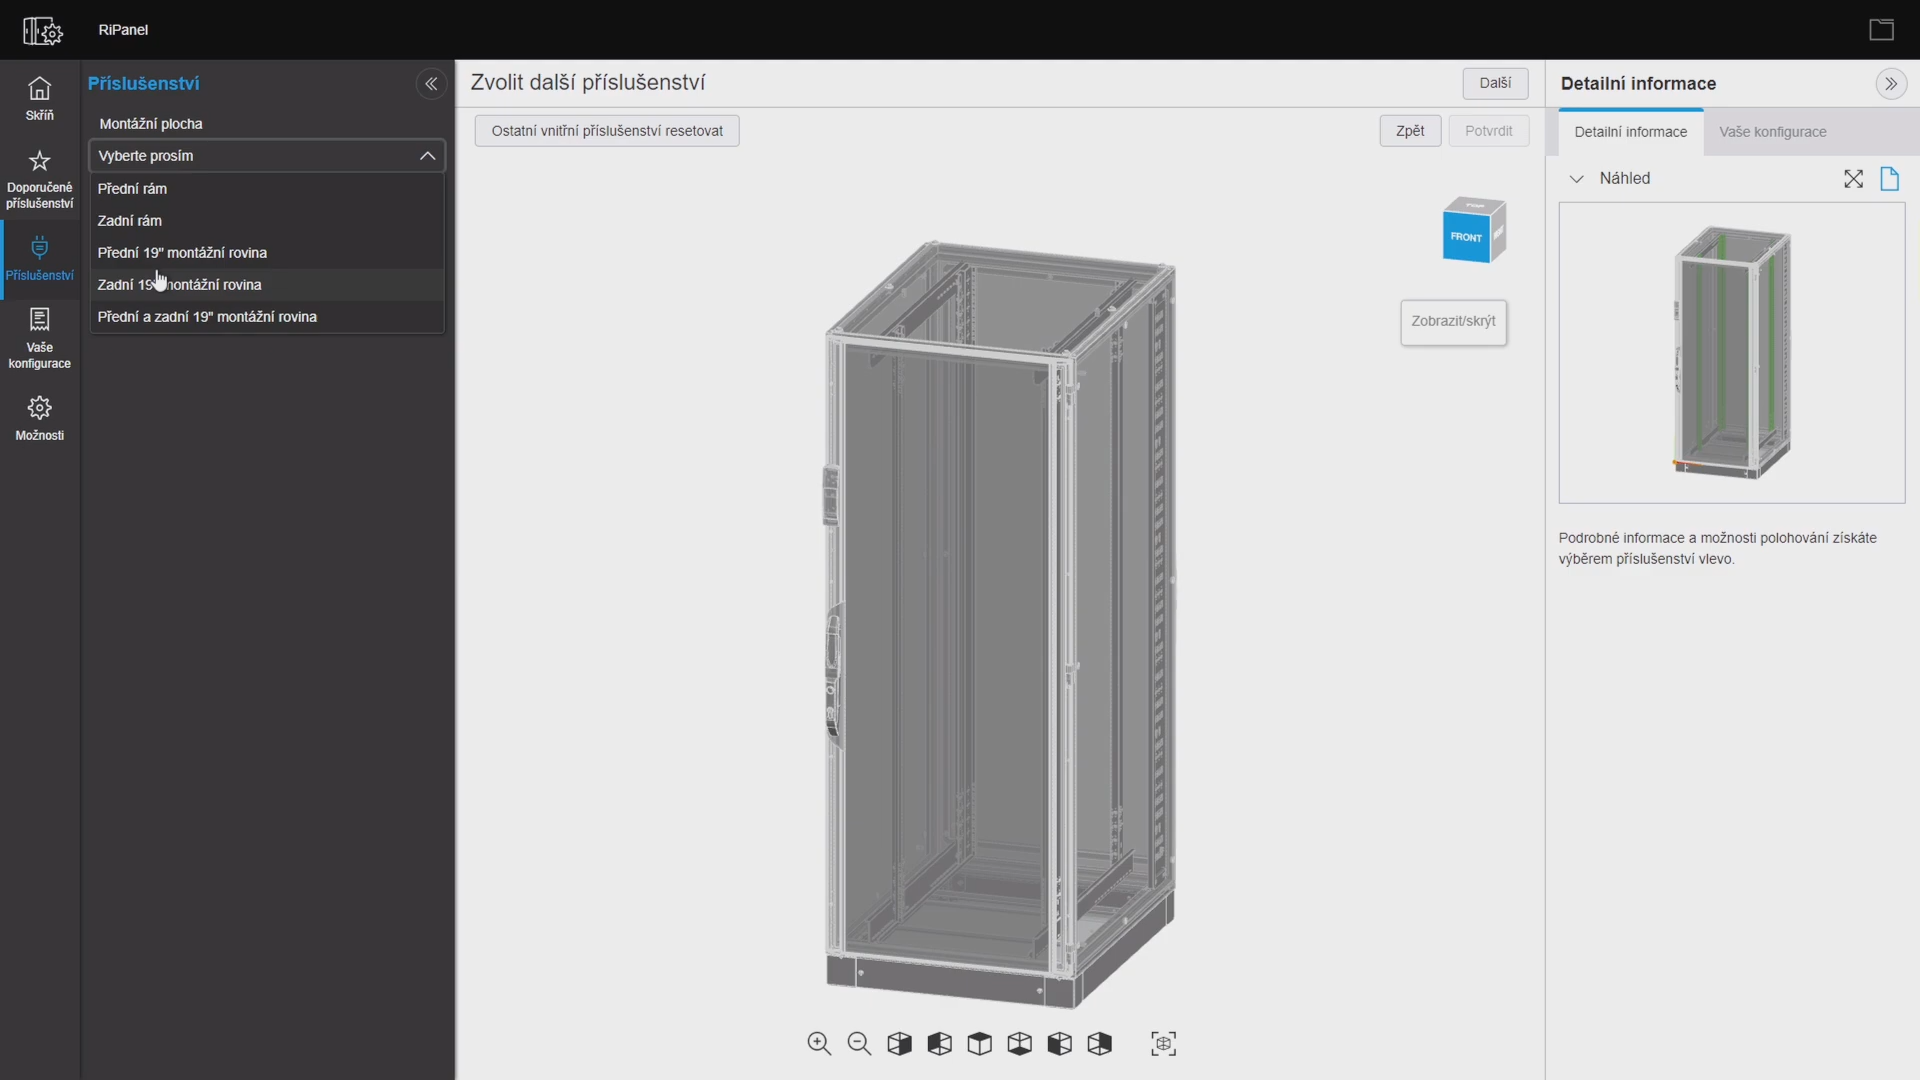 RiPanel
Skříň
Doporučené
příslušenství
Příslušenství
Vaše
konfigurace
Možnosti
Příslušenství
Montážní plocha
Vyberte prosím
Přední rám
Zadní rám
Přední 19" montážní rovina
Zadní 19" montážní rovina
Přední a zadní 19" montážní rovina
Zvolit další příslušenství
Další
Ostatní vnitřní příslušenství resetovat
Zpět
Potvrdit
TOP
FRONT
Zobrazit/skrýt
Detailní informace
Detailní informace
Vaše konfigurace
Náhled
Podrobné informace a možnosti polohování získáte
výběrem příslušenství vlevo.